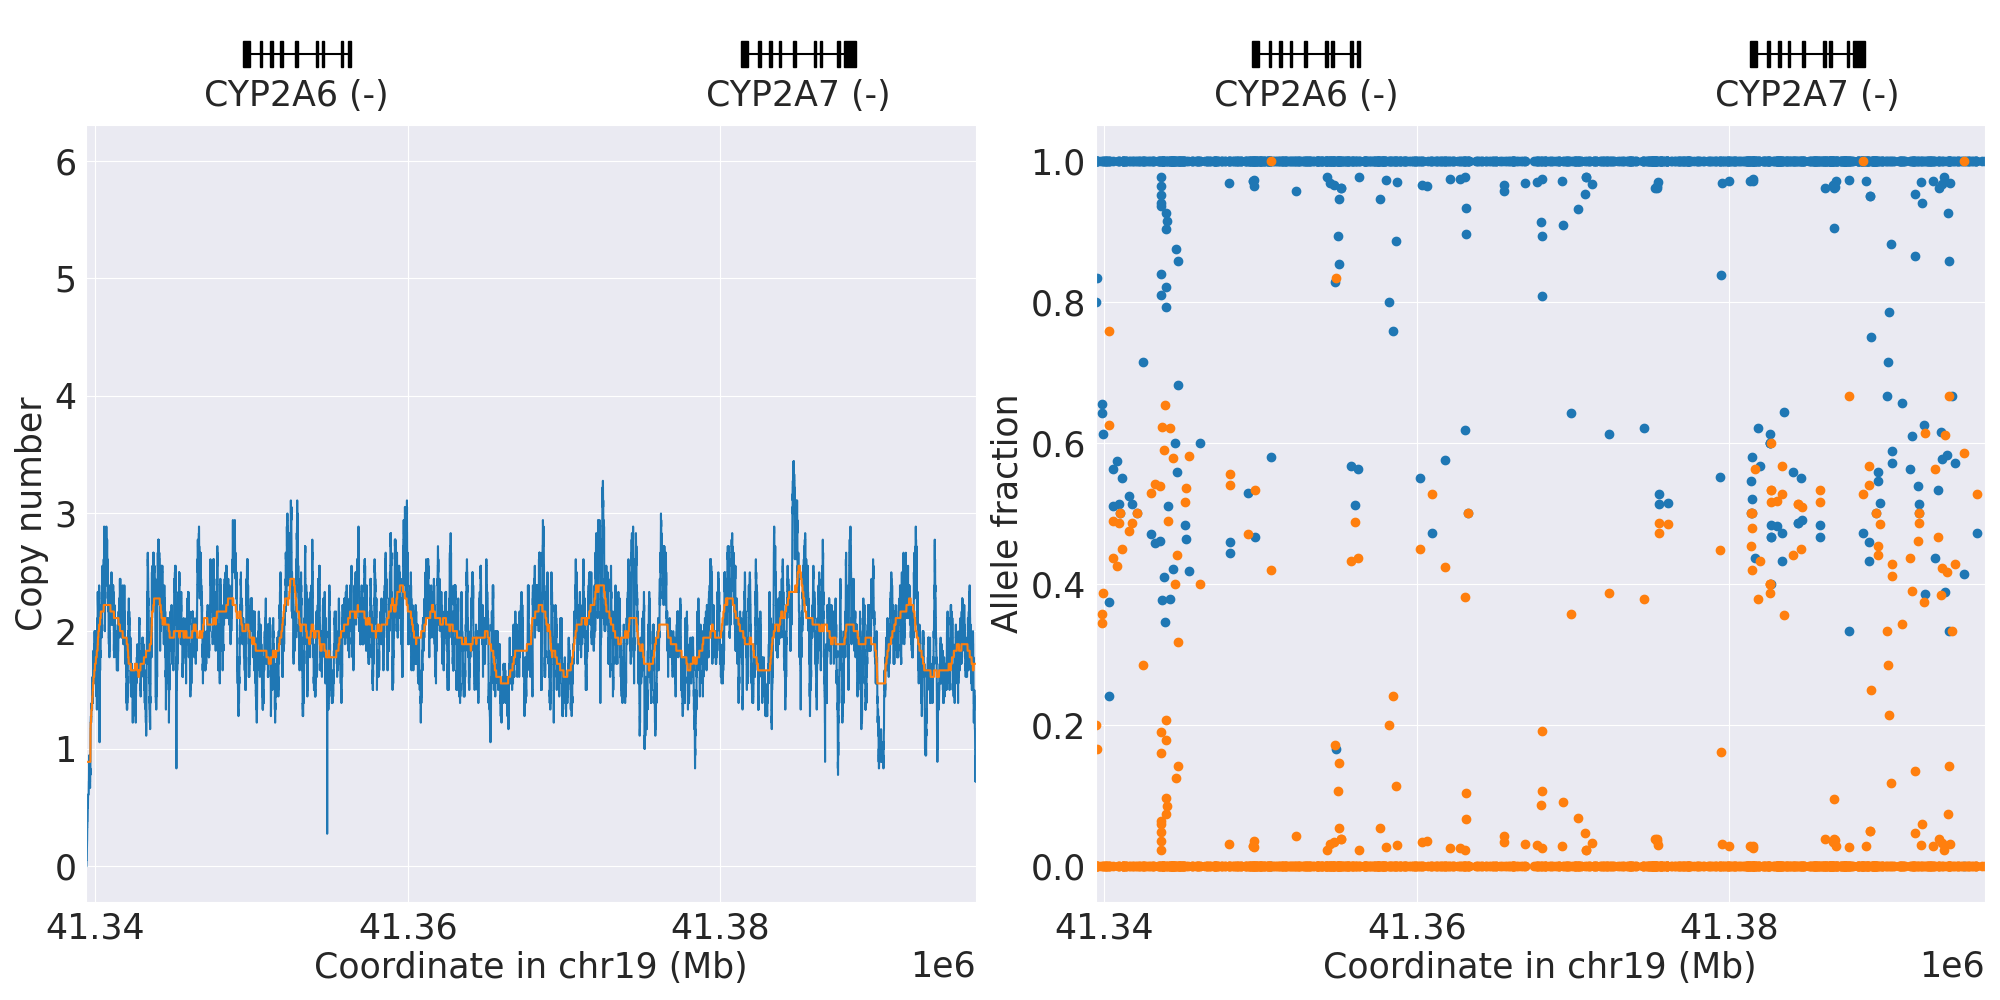 CYP2A6 (-)
CYP2A7 (-)
6
5
4
3
2
1
0
Copy number
41.34
41.36
41.38
Coordinate in chr19 (Mb)
1e6
CYP2A6 (-)
CYP2A7 (-)
1.0
0.8
0.6
0.4
0.2
0.0
Allele fraction
41.34
41.36
41.38
Coordinate in chr19 (Mb)
1e6